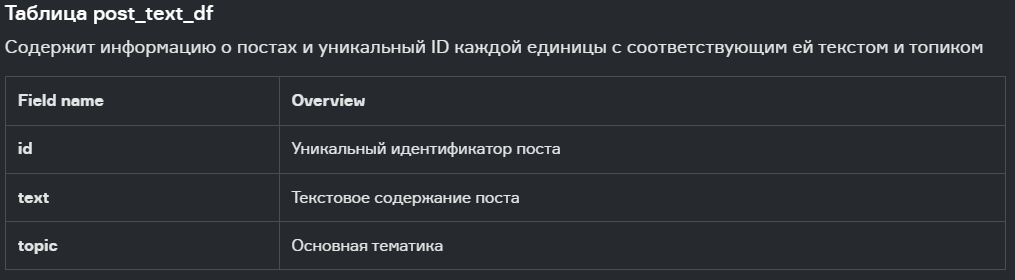 Таблица post_text_df
Содержит информацию о постах и уникальный ID каждой единицы с соответствующим ей текстом и топиком
Field name Overview
id Уникальный идентификатор поста
text Текстовое содержание поста
topic Основная тематика